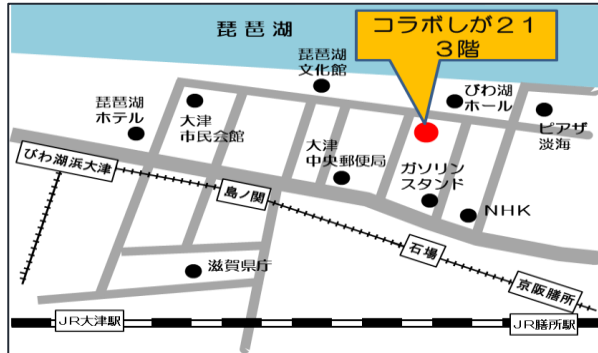 琵琶湖
コラボしが２１
３階
琵琶湖
文化館
びわ湖
ホール
琵琶湖
ホテル
大津
市民会館
ピアザ
淡海
大津
中央郵便局
ガソリン
スタンド
びわ湖浜大津
島ノ関
NHK
石場
滋賀県庁
京阪膳所
JR大津駅
JR膳所駅